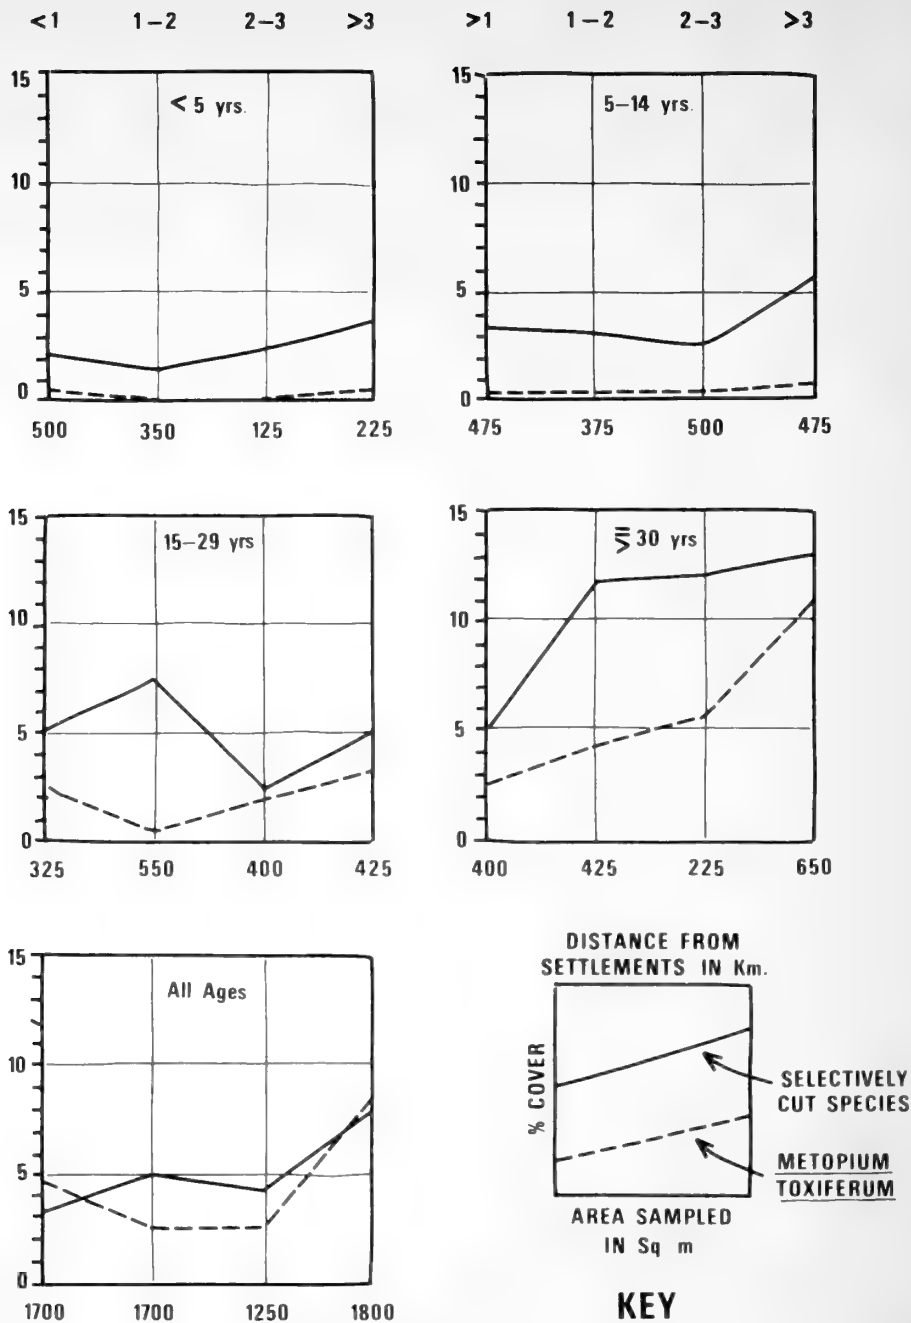 <1 1-2 2-3 >3 >1 1-2 2-3 >3
15 < 5 yrs.
10
5
0
500 350 125 225
15 5-14 yrs.
10
5
0
475 375 500 475
15 15-29 yrs
10
5
0
325 550 400 425
15 ⋝ 30 yrs
10
5
0
400 425 225 650
15 All Ages
10
5
0
1700 1700 1250 1800
DISTANCE FROM
SETTLEMENTS IN Km.
% COVER
SELECTIVELY
CUT SPECIES
METOPIUM
TOXIFERUM
AREA SAMPLED
IN Sq m
KEY